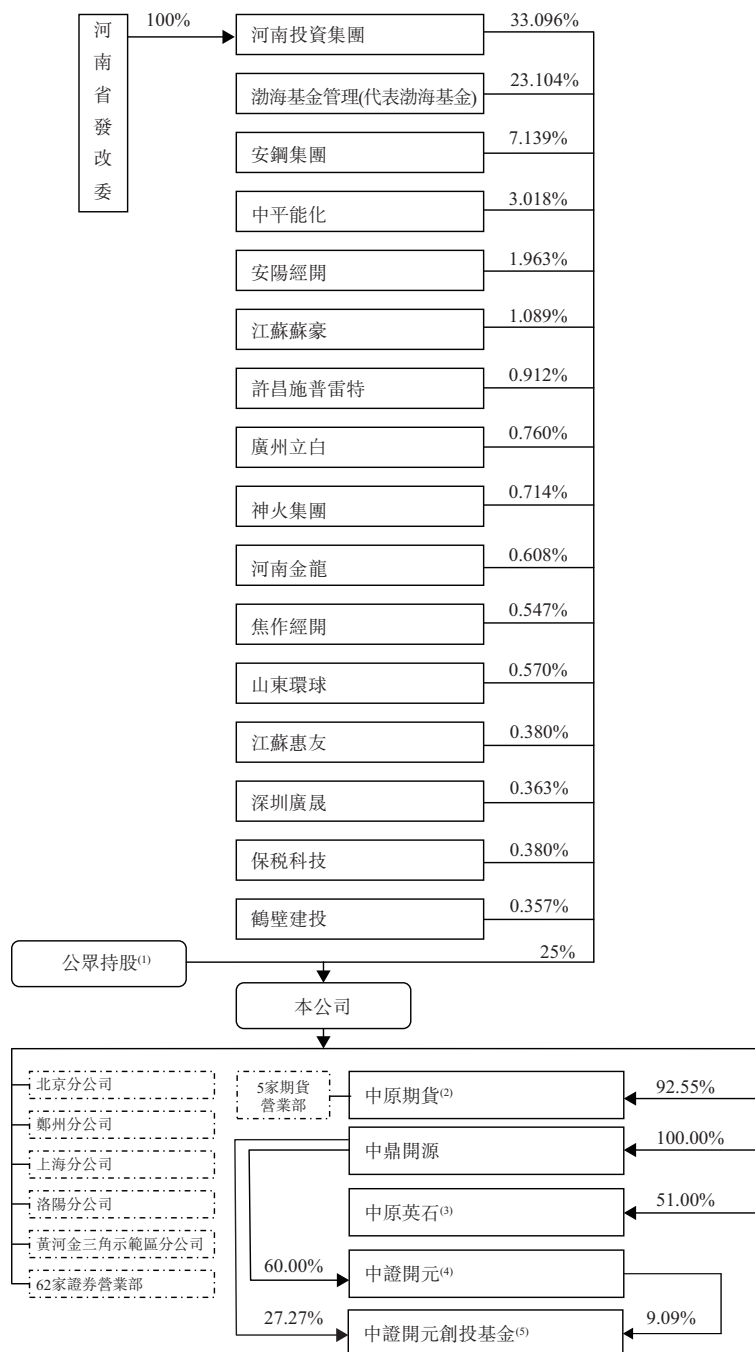 河南省發改委
100%
河南投資集團
33.096%
渤海基金管理(代表渤海基金)
23.104%
安鋼集團
7.139%
中平能化
3.018%
安陽經開
1.963%
江蘇蘇豪
1.089%
許昌施普雷特
0.912%
廣州立白
0.760%
神火集團
0.714%
河南金龍
0.608%
焦作經開
0.547%
山東環球
0.570%
江蘇惠友
0.380%
深圳廣晟
0.363%
保税科技
0.380%
鶴壁建投
0.357%
公眾持股(1)
25%
本公司
北京分公司
鄭州分公司
上海分公司
洛陽分公司
黃河金三角示範區分公司
62家證券營業部
5家期貨
營業部
中原期貨(2)
92.55%
中鼎開源
100.00%
中原英石(3)
51.00%
60.00%
中證開元(4)
27.27%
中證開元創投基金(5)
9.09%